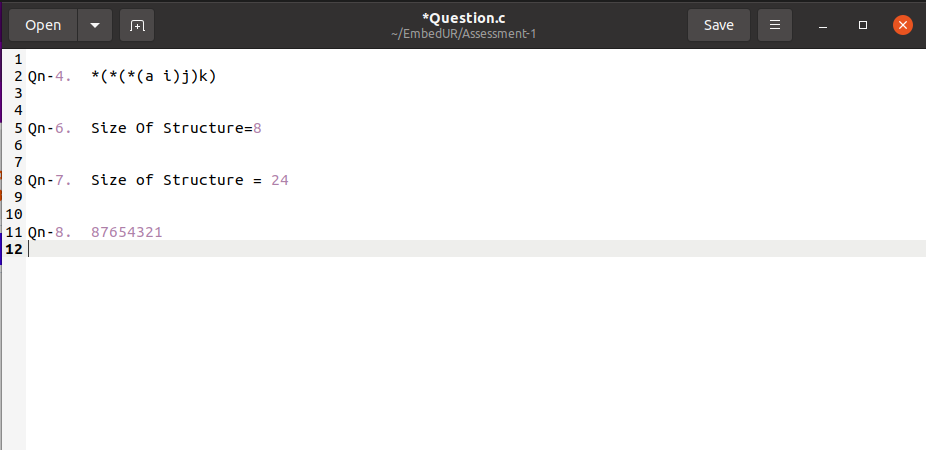 Open
*Question.c
~/EmbedUR/Assessment-1
Save
1
2 Qn-4.  *(*(*(a i)j)k)
3
4
5 Qn-6.  Size Of Structure=8
6
7
8 Qn-7.  Size of Structure = 24
9
10
11 Qn-8.  87654321
12